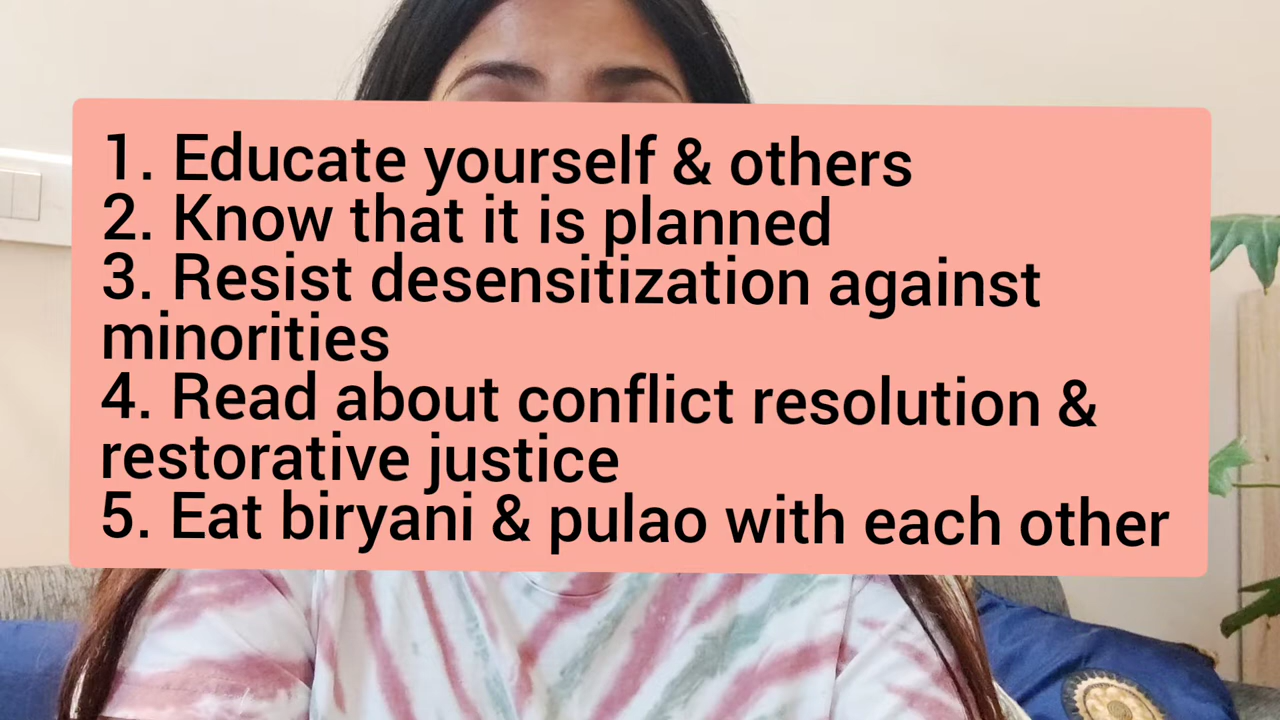 1. Educate yourself & others
2. Know that it is planned
3. Resist desensitization against
minorities
4. Read about conflict resolution &
restorative justice
5. Eat biryani & pulao with each other